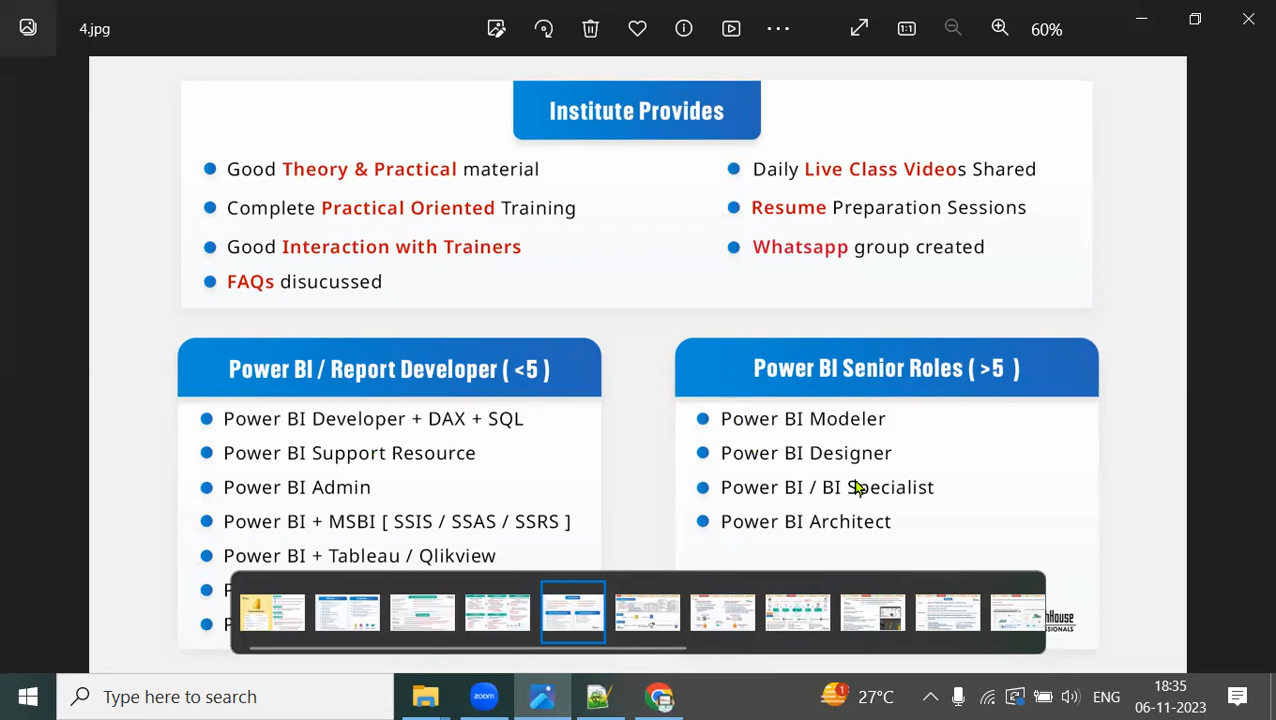 4.jpg
1:1
60%
Institute Provides
Good Theory & Practical material
Complete Practical Oriented Training
Good Interaction with Trainers
FAQs disucussed
Daily Live Class Videos Shared
Resume Preparation Sessions
Whatsapp group created
Power BI / Report Developer ( <5 )
Power BI Developer + DAX + SQL
Power BI Support Resource
Power BI Admin
Power BI + MSBI [ SSIS / SSAS / SSRS ]
Power BI + Tableau / Qlikview
Power BI Senior Roles ( >5 )
Power BI Modeler
Power BI Designer
Power BI / BI Specialist
Power BI Architect
Type here to search
zoom
1
27°C
ENG
18:35
06-11-2023